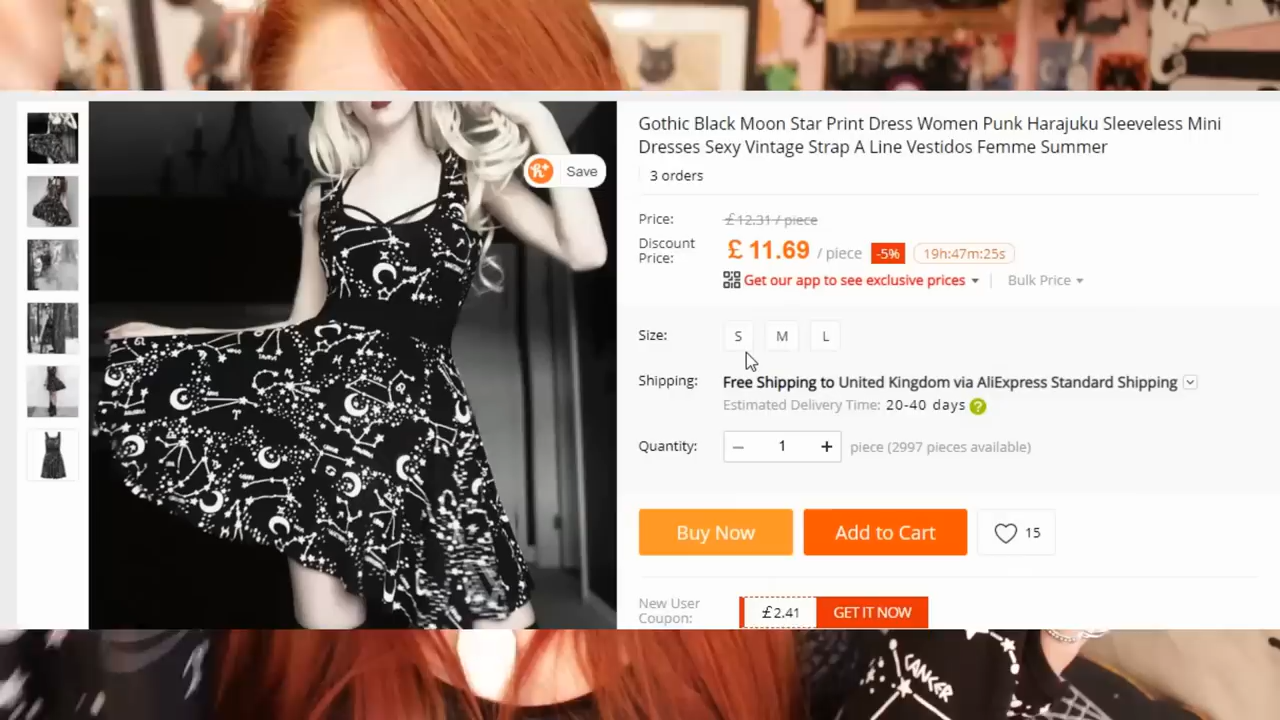 Gothic Black Moon Star Print Dress Women Punk Harajuku Sleeveless Mini
Dresses Sexy Vintage Strap A Line Vestidos Femme Summer
3 orders
Save
Price: £12.31 / piece
Discount
Price: £11.69 / piece -5% 19h:47m:25s
Get our app to see exclusive prices Bulk Price
Size: S M L
Shipping: Free Shipping to United Kingdom via AliExpress Standard Shipping
Estimated Delivery Time: 20-40 days ?
Quantity: − 1 + piece (2997 pieces available)
Buy Now Add to Cart 15
New User
Coupon: £2.41 GET IT NOW
CANCER